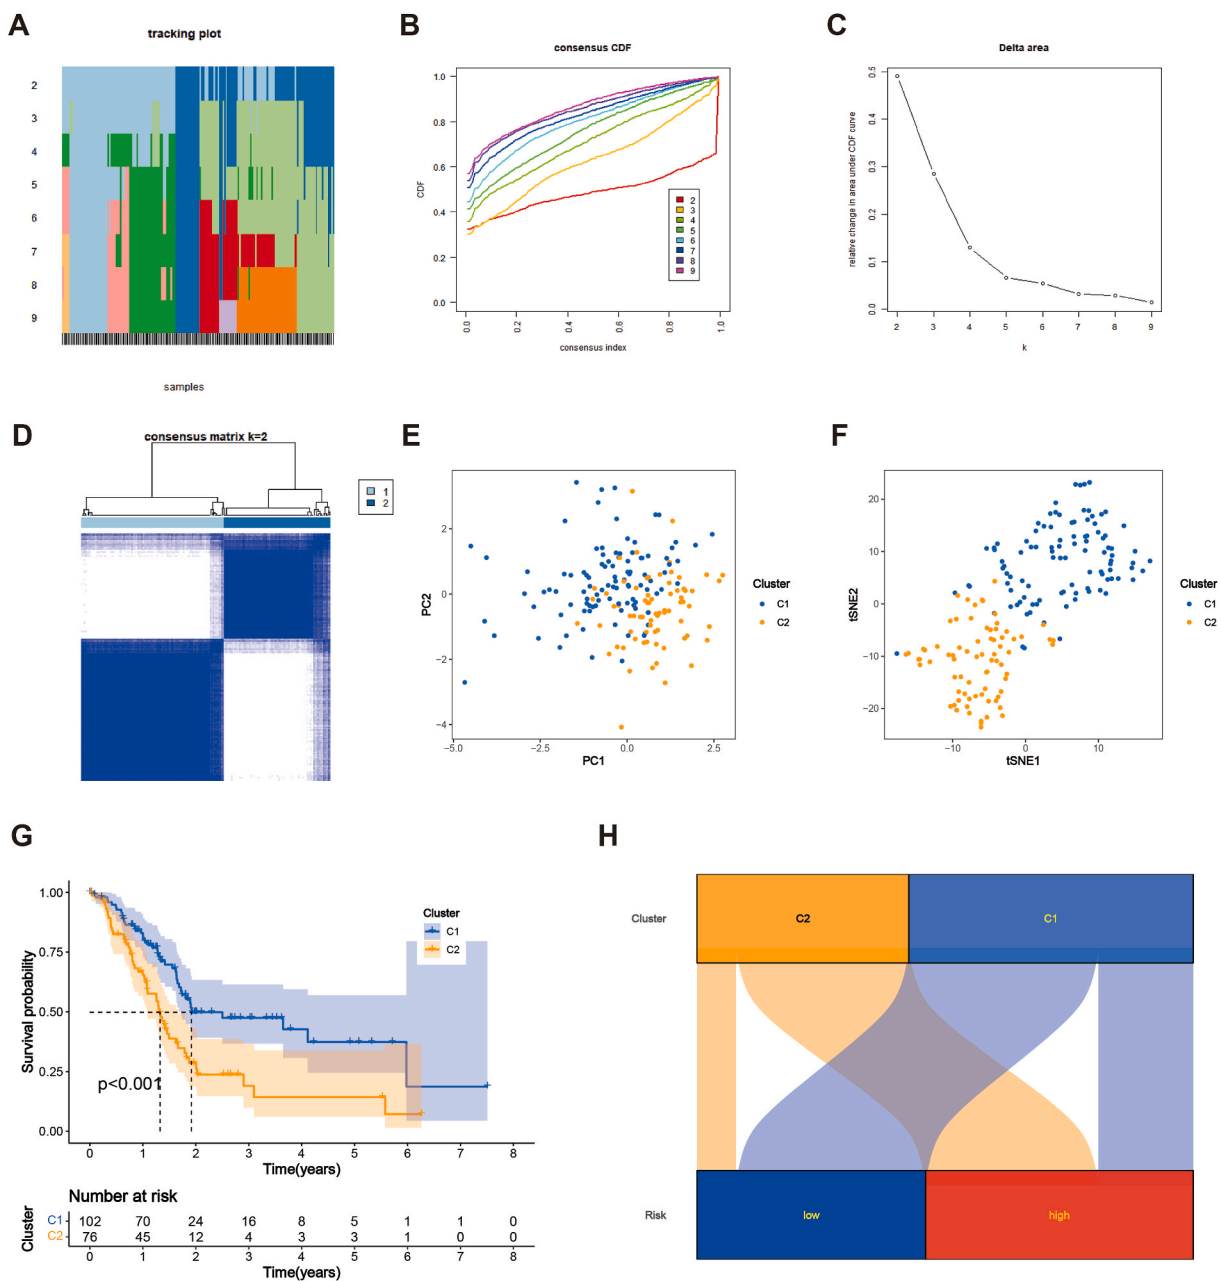 A
tracking plot
2
3
4
5
6
7
8
9
samples
B
consensus CDF
CDF
1.0
0.8
0.6
0.4
0.2
0.0
2
3
4
5
6
7
8
9
0.0 0.2 0.4 0.6 0.8 1.0
consensus index
C
Delta area
relative change in area under CDF curve
0.5
0.4
0.3
0.2
0.1
0.0
2 3 4 5 6 7 8 9
k
D
consensus matrix k=2
1
2
E
PC2
2
0
−2
−4
−5.0 −2.5 0.0 2.5
PC1
Cluster
C1
C2
F
tSNE2
20
10
0
−10
−20
−10 0 10
tSNE1
Cluster
C1
C2
G
Survival probability
1.00
0.75
0.50
0.25
0.00
Cluster
C1
C2
p<0.001
0 1 2 3 4 5 6 7 8
Time(years)
Number at risk
Cluster
C1 102 70 24 16 8 5 1 1 0
C2 76 45 12 4 3 3 1 0 0
0 1 2 3 4 5 6 7 8
Time(years)
H
Cluster
C2
C1
Risk
low
high